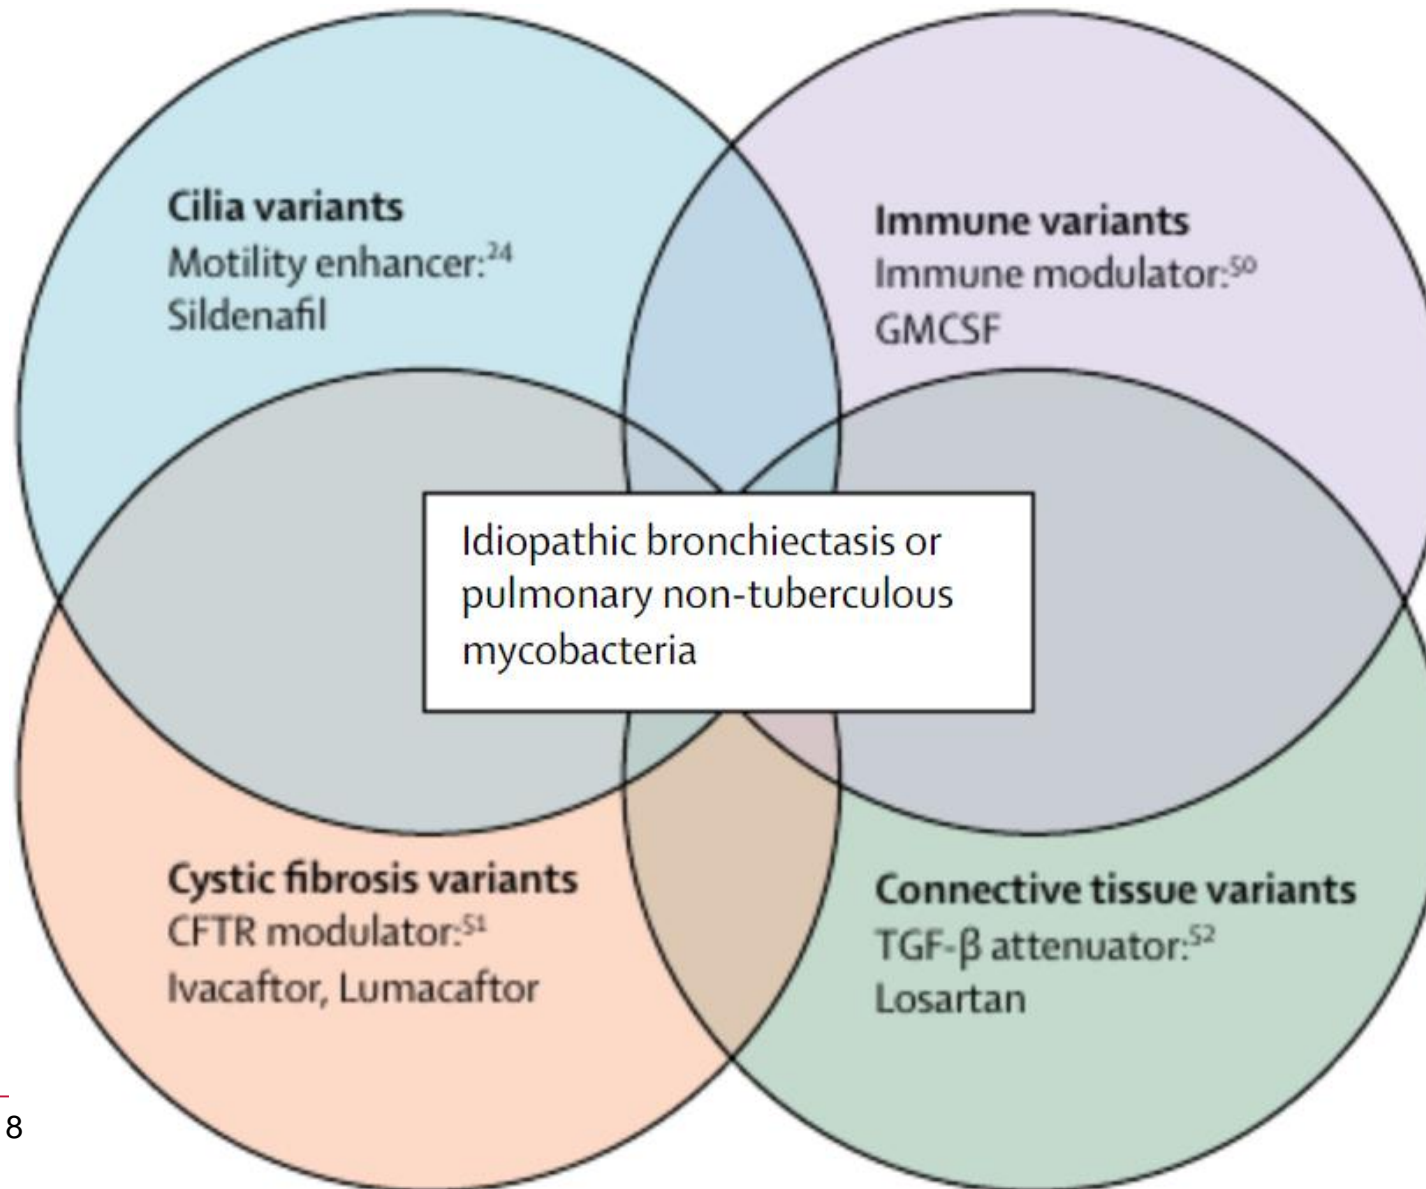 Cilia variants
Motility enhancer:²⁴
Sildenafil
Immune variants
Immune modulator:⁵⁰
GMCSF
Idiopathic bronchiectasis or
pulmonary non-tuberculous
mycobacteria
Cystic fibrosis variants
CFTR modulator:⁵¹
Ivacaftor, Lumacaftor
Connective tissue variants
TGF-β attenuator:⁵²
Losartan
8